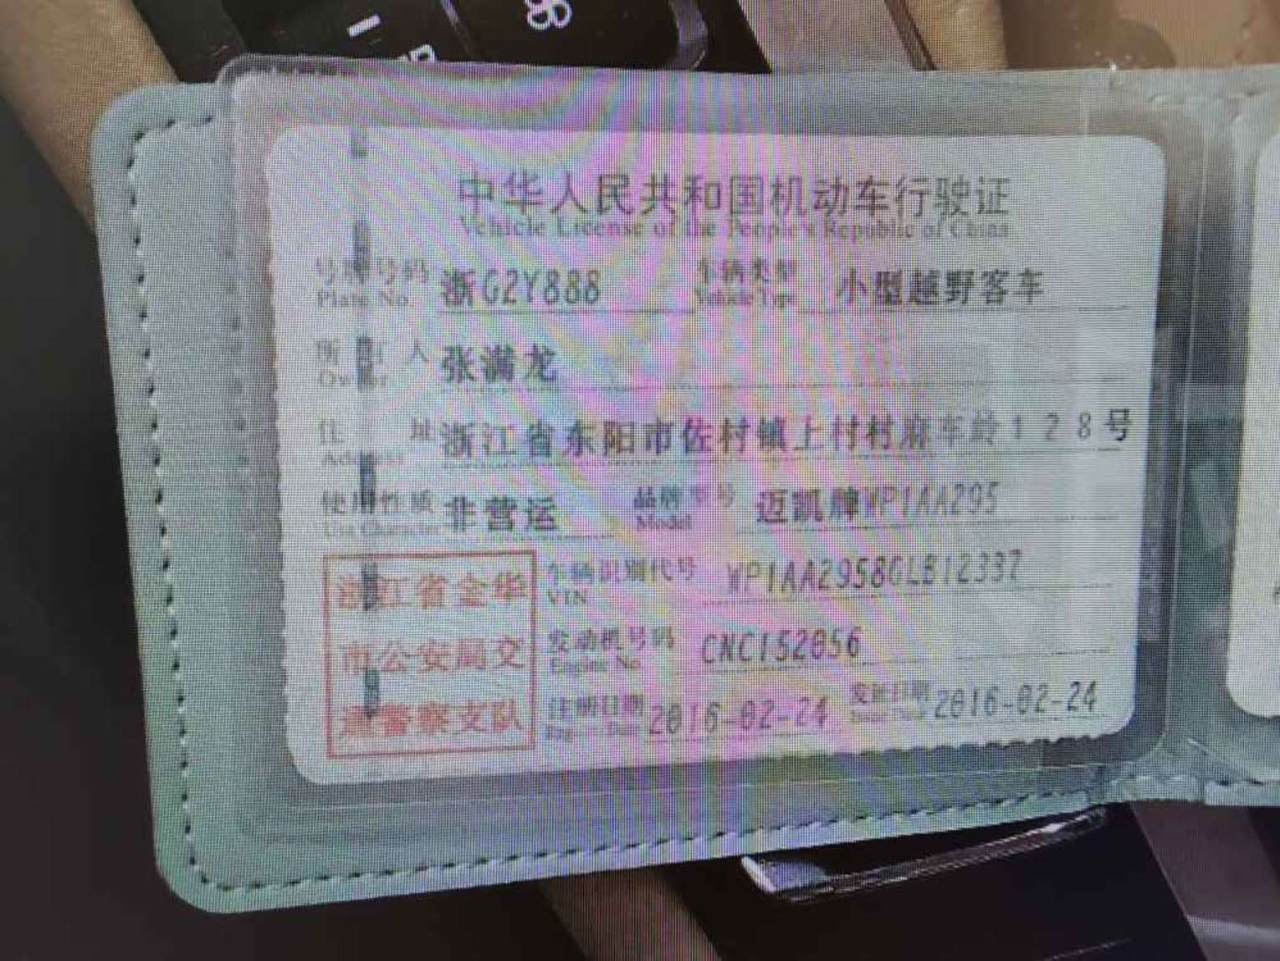 中华人民共和国机动车行驶证
Vehicle License of the People's Republic of China
号牌号码 浙G2Y888 车辆类型 小型越野客车
Plate No. Vehicle Type
所 人 张满龙
Owner
住 址 浙江省东阳市佐村镇上村村麻车岭128号
Address
使用性质 非营运 品牌型号 迈凯牌WP1AA295
Use Character Model
车辆识别代号 WP1AA2958GLB12337
VIN
发动机号码 CNC152056
Engine No.
注册日期 2016-02-24 发证日期 2016-02-24
Issue Date
浙江省金华
市公安局交
通警察支队